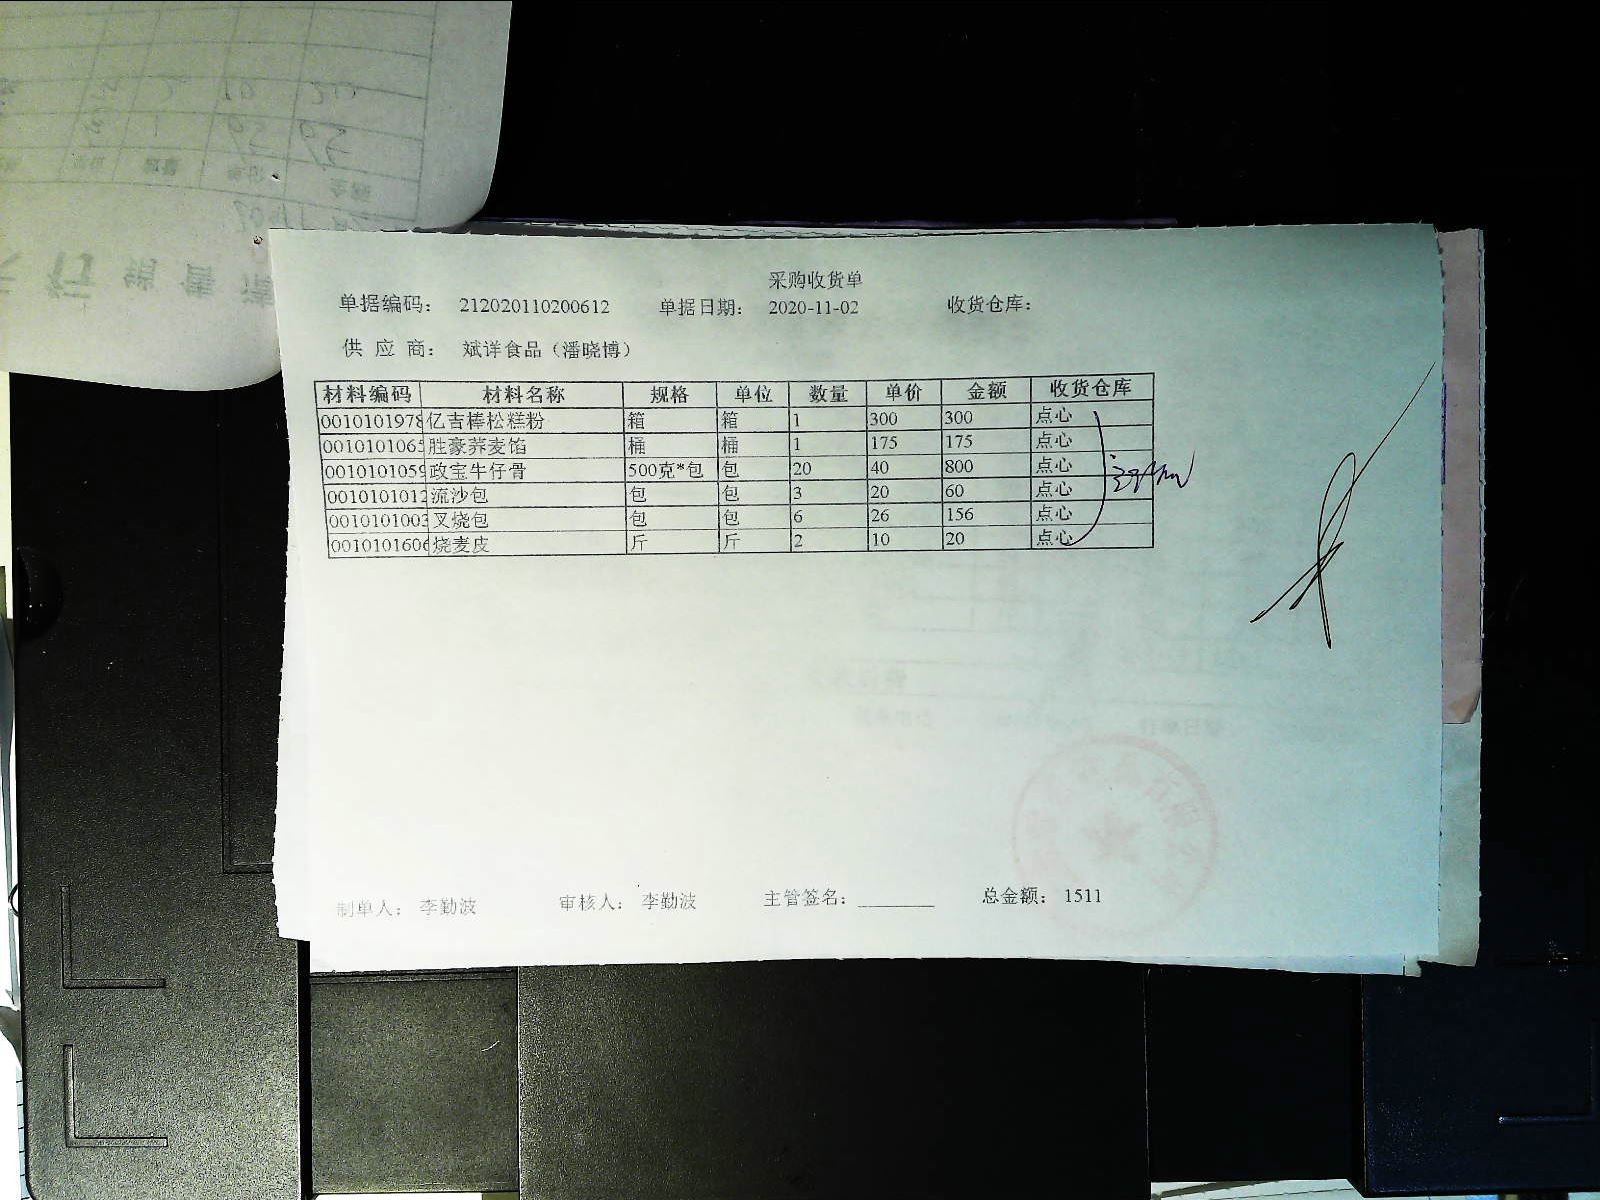 采购收货单
单据编码： 212020110200612 单据日期： 2020-11-02 收货仓库：
供 应 商： 斌详食品（潘晓博）
材料编码 材料名称 规格 单位 数量 单价 金额 收货仓库
0010101978 亿吉棒松糕粉 箱 箱 1 300 300 点心
0010101065 胜豪荞麦馅 桶 桶 1 175 175 点心
0010101059 政宝牛仔骨 500克*包 包 20 40 800 点心
0010101012 流沙包 包 包 3 20 60 点心
0010101003 叉烧包 包 包 6 26 156 点心
0010101606 烧麦皮 斤 斤 2 10 20 点心
制单人： 李勤波 审核人： 李勤波 主管签名： 总金额： 1511